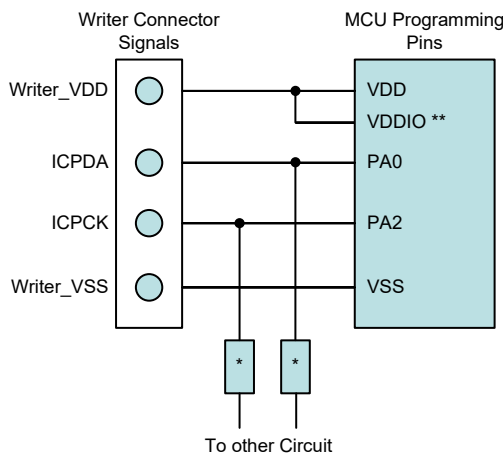 Writer Connector
Signals
MCU Programming
Pins
Writer_VDD
VDD
VDDIO **
ICPDA
PA0
ICPCK
PA2
Writer_VSS
VSS
*
*
To other Circuit